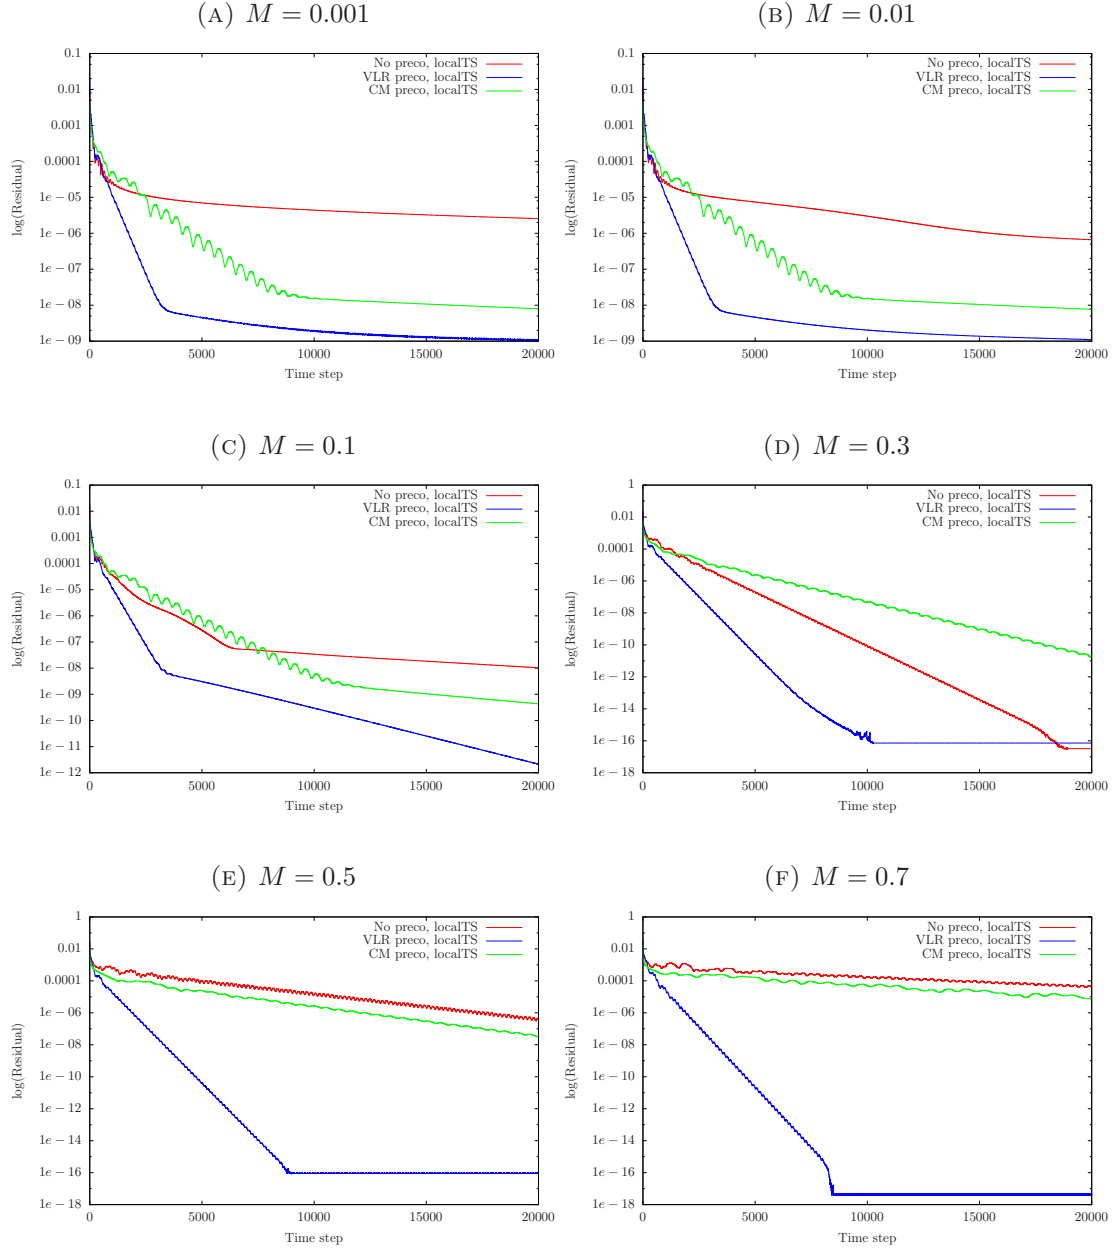 (A) M = 0.001
0.1
0.01
0.001
0.0001
1e − 05
1e − 06
1e − 07
1e − 08
1e − 09
log(Residual)
No preco, localTS
VLR preco, localTS
CM preco, localTS
0 5000 10000 15000 20000
Time step
(B) M = 0.01
0.1
0.01
0.001
0.0001
1e − 05
1e − 06
1e − 07
1e − 08
1e − 09
log(Residual)
No preco, localTS
VLR preco, localTS
CM preco, localTS
0 5000 10000 15000 20000
Time step
(C) M = 0.1
0.1
0.01
0.001
0.0001
1e − 05
1e − 06
1e − 07
1e − 08
1e − 09
1e − 10
1e − 11
1e − 12
log(Residual)
No preco, localTS
VLR preco, localTS
CM preco, localTS
0 5000 10000 15000 20000
Time step
(D) M = 0.3
1
0.01
0.0001
1e − 06
1e − 08
1e − 10
1e − 12
1e − 14
1e − 16
1e − 18
log(Residual)
No preco, localTS
VLR preco, localTS
CM preco, localTS
0 5000 10000 15000 20000
Time step
(E) M = 0.5
1
0.01
0.0001
1e − 06
1e − 08
1e − 10
1e − 12
1e − 14
1e − 16
1e − 18
log(Residual)
No preco, localTS
VLR preco, localTS
CM preco, localTS
0 5000 10000 15000 20000
Time step
(F) M = 0.7
1
0.01
0.0001
1e − 06
1e − 08
1e − 10
1e − 12
1e − 14
1e − 16
1e − 18
log(Residual)
No preco, localTS
VLR preco, localTS
CM preco, localTS
0 5000 10000 15000 20000
Time step